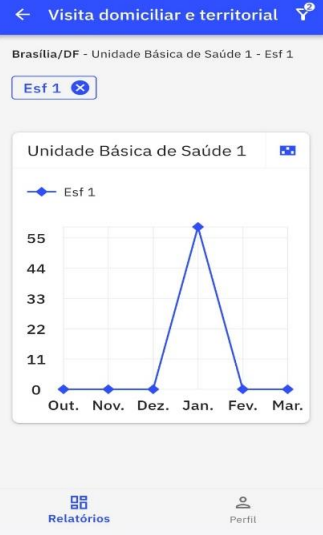 Visita domiciliar e territorial
2
Brasília/DF - Unidade Básica de Saúde 1 - Esf 1
Esf 1
Unidade Básica de Saúde 1
Esf 1
55
44
33
22
11
0
Out. Nov. Dez. Jan. Fev. Mar.
Relatórios Perfil